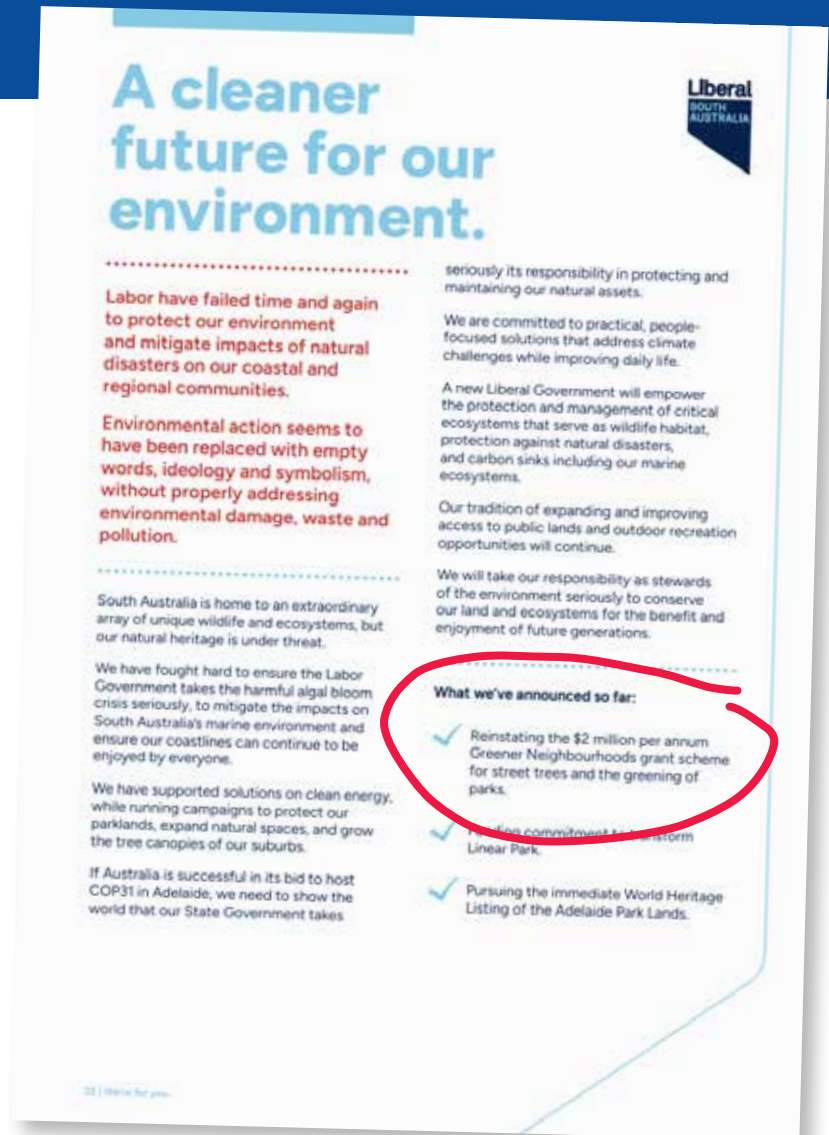 A cleaner
future for our
environment.
Liberal
SOUTH
AUSTRALIA
Labor have failed time and again
to protect our environment
and mitigate impacts of natural
disasters on our coastal and
regional communities.
Environmental action seems to
have been replaced with empty
words, ideology and symbolism,
without properly addressing
environmental damage, waste and
pollution.
South Australia is home to an extraordinary
array of unique wildlife and ecosystems, but
our natural heritage is under threat.
We have fought hard to ensure the Labor
Government takes the harmful algal bloom
crisis seriously, to mitigate the impacts on
South Australia's marine environment and
ensure our coastlines can continue to be
enjoyed by everyone.
We have supported solutions on clean energy,
while running campaigns to protect our
parklands, expand natural spaces, and grow
the tree canopies of our suburbs.
If Australia is successful in its bid to host
COP31 in Adelaide, we need to show the
world that our State Government takes
seriously its responsibility in protecting and
maintaining our natural assets.
We are committed to practical, people-
focused solutions that address climate
challenges while improving daily life.
A new Liberal Government will empower
the protection and management of critical
ecosystems that serve as wildlife habitat,
protection against natural disasters,
and carbon sinks including our marine
ecosystems.
Our tradition of expanding and improving
access to public lands and outdoor recreation
opportunities will continue.
We will take our responsibility as stewards
of the environment seriously to conserve
our land and ecosystems for the benefit and
enjoyment of future generations.
What we've announced so far:
Reinstating the $2 million per annum
Greener Neighbourhoods grant scheme
for street trees and the greening of
parks.
commitment to transform
Linear Park.
Pursuing the immediate World Heritage
Listing of the Adelaide Park Lands.